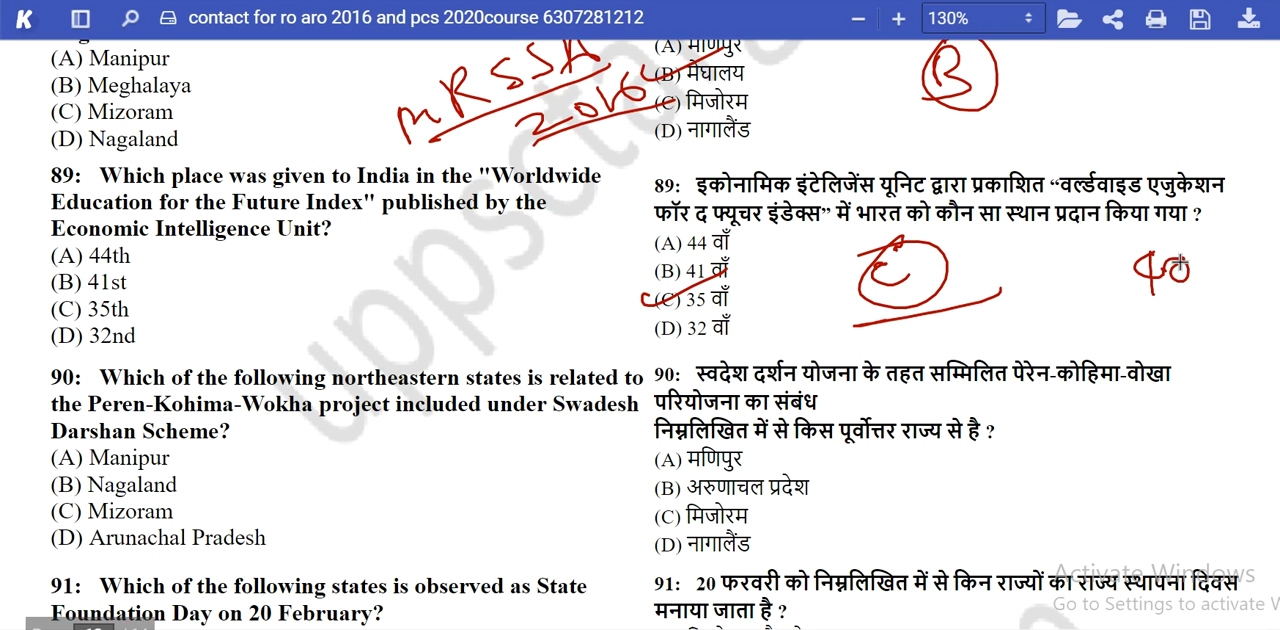 contact for ro aro 2016 and pcs 2020course 6307281212
130%
(A) Manipur
(B) Meghalaya
(C) Mizoram
(D) Nagaland
MRSSA
2016
(A) मणिपुर
(B) मेघालय
(C) मिजोरम
(D) नागालैंड
B
89: Which place was given to India in the "Worldwide
Education for the Future Index" published by the
Economic Intelligence Unit?
(A) 44th
(B) 41st
(C) 35th
(D) 32nd
89: इकोनामिक इंटेलिजेंस यूनिट द्वारा प्रकाशित “वर्ल्डवाइड एजुकेशन
फॉर द फ्यूचर इंडेक्स” में भारत को कौन सा स्थान प्रदान किया गया ?
(A) 44 वाँ
(B) 41 वाँ
(C) 35 वाँ
(D) 32 वाँ
C
40
90: Which of the following northeastern states is related to
the Peren-Kohima-Wokha project included under Swadesh
Darshan Scheme?
(A) Manipur
(B) Nagaland
(C) Mizoram
(D) Arunachal Pradesh
90: स्वदेश दर्शन योजना के तहत सम्मिलित पेरेन-कोहिमा-वोखा
परियोजना का संबंध
निम्नलिखित में से किस पूर्वोत्तर राज्य से है ?
(A) मणिपुर
(B) अरुणाचल प्रदेश
(C) मिजोरम
(D) नागालैंड
91: Which of the following states is observed as State
Foundation Day on 20 February?
91: 20 फरवरी को निम्नलिखित में से किन राज्यों का राज्य स्थापना दिवस
मनाया जाता है ?
Activate Windows
Go to Settings to activate W